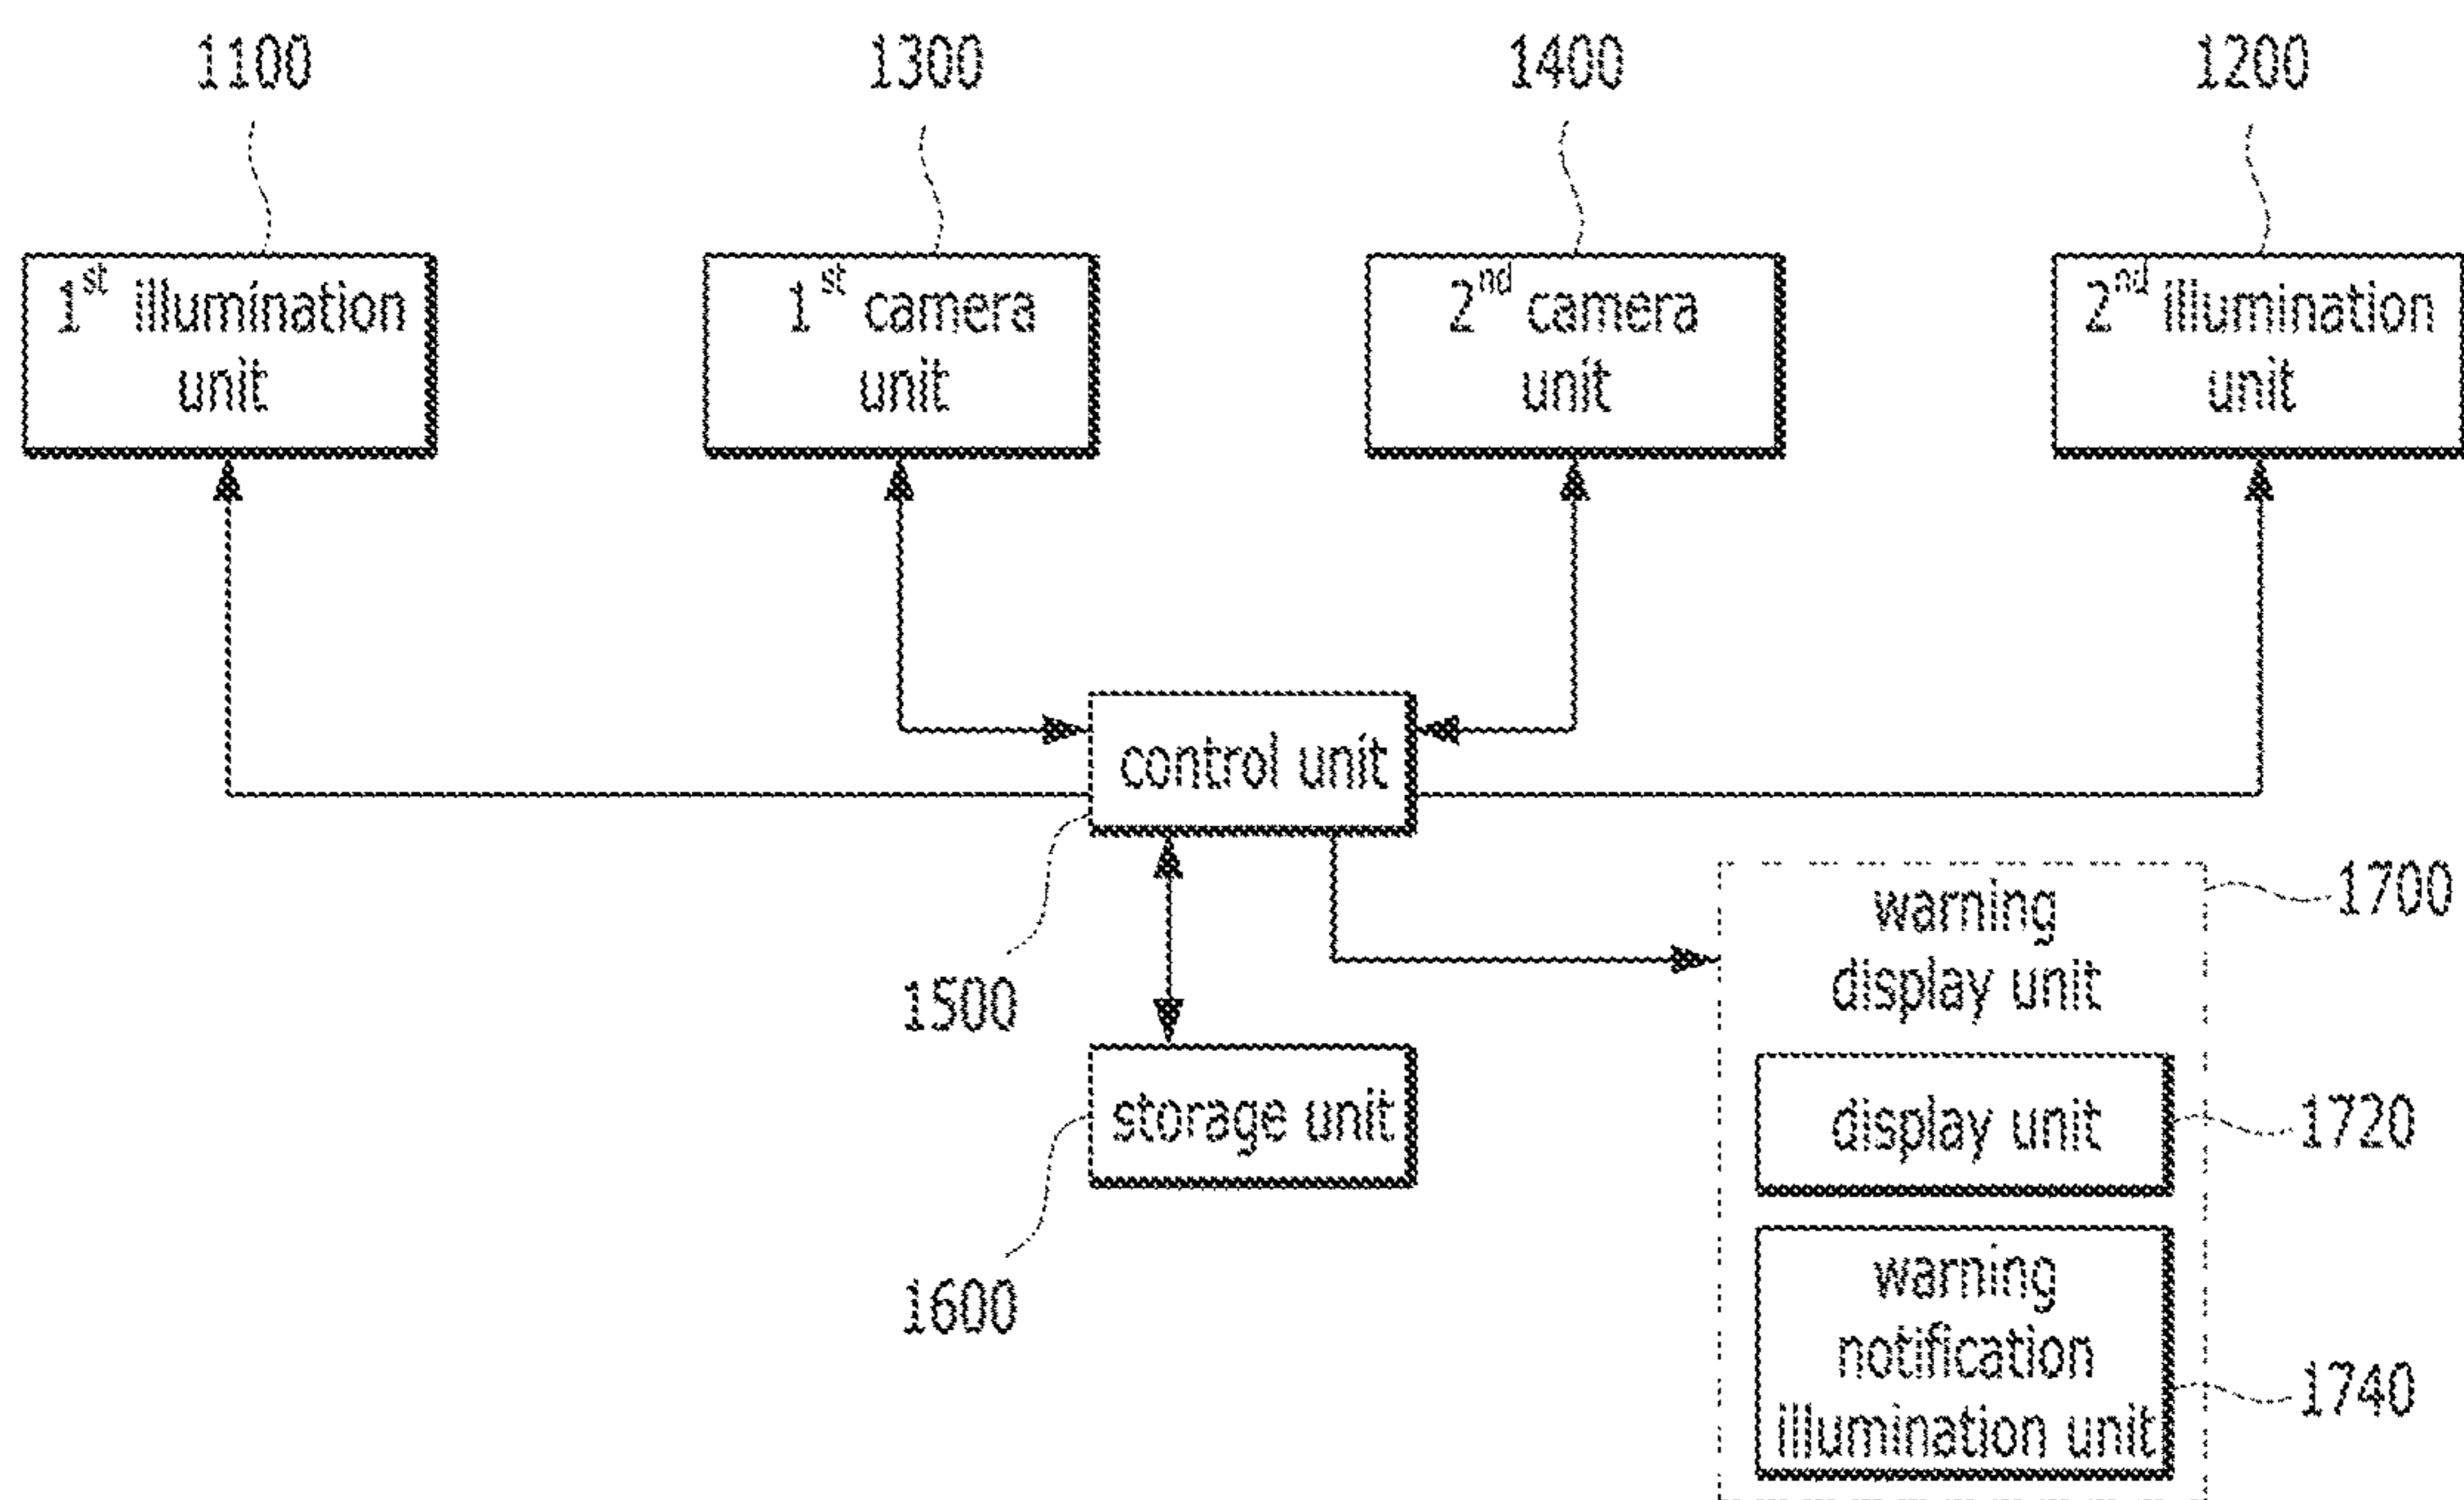 1100
1300
1400
1200
1st illumination
unit
1st camera
unit
2nd camera
unit
2nd illumination
unit
control unit
1500
storage unit
1600
warning
display unit
1700
display unit
1720
warning
notification
illumination unit
1740